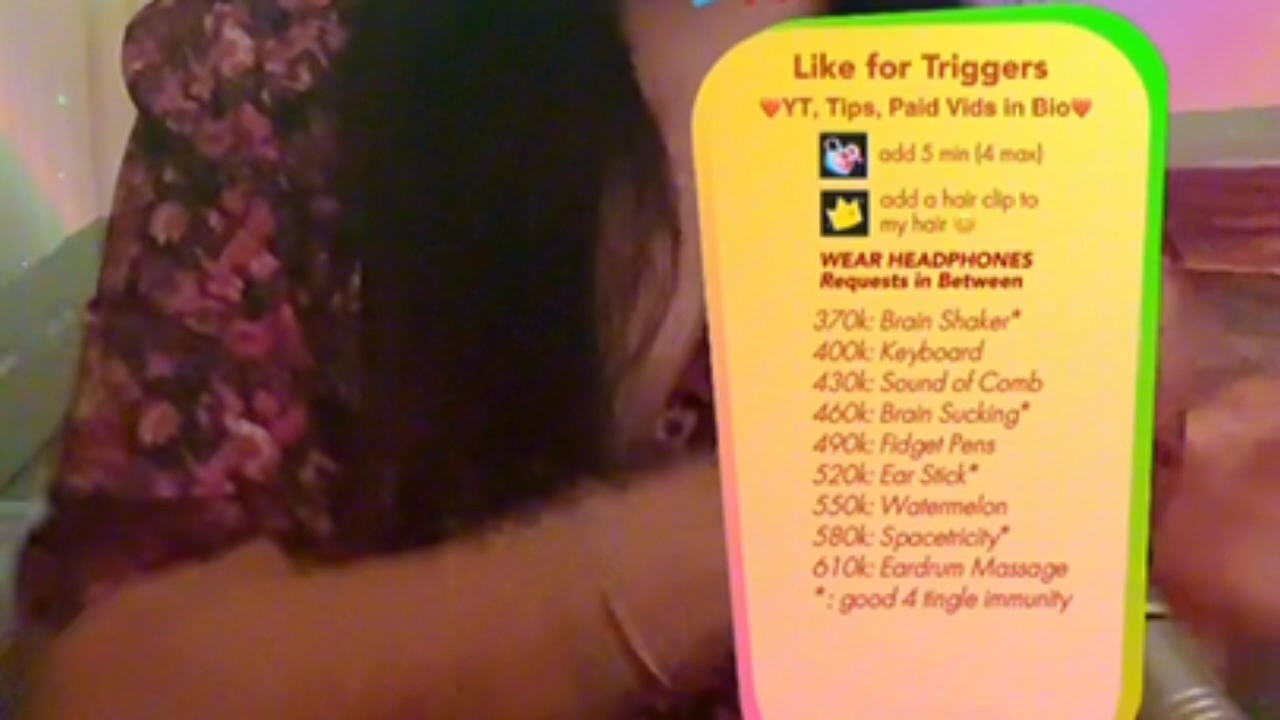 Like for Triggers
❤YT, Tips, Paid Vids in Bio❤
add 5 min (4 max)
add a hair clip to
my hair
WEAR HEADPHONES
Requests in Between
370k: Brain Shaker*
400k: Keyboard
430k: Sound of Comb
460k: Brain Sucking*
490k: Fidget Pens
520k: Ear Stick*
550k: Watermelon
580k: Spacetricity*
610k: Eardrum Massage
*: good 4 tingle immunity